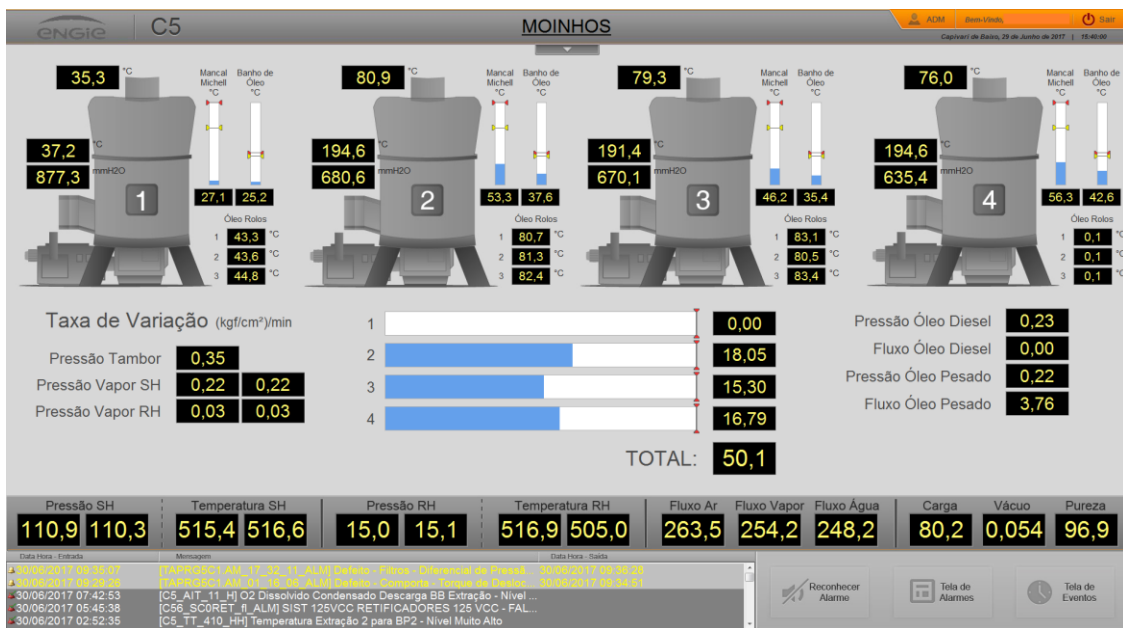 ENGIE C5 MOINHOS ADM Bem-Vindo, Sair
Capivari de Baixo, 29 de Junho de 2017 | 15:40:00
35,3 °C Mancal Michell °C Banho de Óleo °C
37,2 °C
877,3 mmH2O
1
27,1 25,2
Óleo Rolos
1 43,3 °C
2 43,6 °C
3 44,8 °C
80,9 °C Mancal Michell °C Banho de Óleo °C
194,6 °C
680,6 mmH2O
2
53,3 37,6
Óleo Rolos
1 80,7 °C
2 81,3 °C
3 82,4 °C
79,3 °C Mancal Michell °C Banho de Óleo °C
191,4 °C
670,1 mmH2O
3
46,2 35,4
Óleo Rolos
1 83,1 °C
2 80,5 °C
3 83,4 °C
76,0 °C Mancal Michell °C Banho de Óleo °C
194,6 °C
635,4 mmH2O
4
56,3 42,6
Óleo Rolos
1 0,1 °C
2 0,1 °C
3 0,1 °C
Taxa de Variação (kgf/cm²)/min
Pressão Tambor 0,35
Pressão Vapor SH 0,22 0,22
Pressão Vapor RH 0,03 0,03
1 0,00
2 18,05
3 15,30
4 16,79
TOTAL: 50,1
Pressão Óleo Diesel 0,23
Fluxo Óleo Diesel 0,00
Pressão Óleo Pesado 0,22
Fluxo Óleo Pesado 3,76
Pressão SH Temperatura SH Pressão RH Temperatura RH Fluxo Ar Fluxo Vapor Fluxo Água Carga Vácuo Pureza
110,9 110,3 515,4 516,6 15,0 15,1 516,9 505,0 263,5 254,2 248,2 80,2 0,054 96,9
Data Hora - Entrada Mensagem Data Hora - Saída
30/06/2017 09:35:07 [TAPRG5C1.AM_17_32_11_ALM] Defeito - Filtros - Diferencial de Pressã... 30/06/2017 09:36:28
30/06/2017 09:29:26 [TAPRG5C1.AM_01_16_06_ALM] Defeito - Comporta - Torque de Desloc... 30/06/2017 09:34:51
30/06/2017 07:42:53 [C5_AIT_11_H] O2 Dissolvido Condensado Descarga BB Extração - Nível ...
30/06/2017 05:45:38 [C56_SC0RET_fl_ALM] SIST 125VCC RETIFICADORES 125 VCC - FAL...
30/06/2017 02:52:35 [C5_TT_410_HH] Temperatura Extração 2 para BP2 - Nível Muito Alto
Reconhecer Alarme
Tela de Alarmes
Tela de Eventos